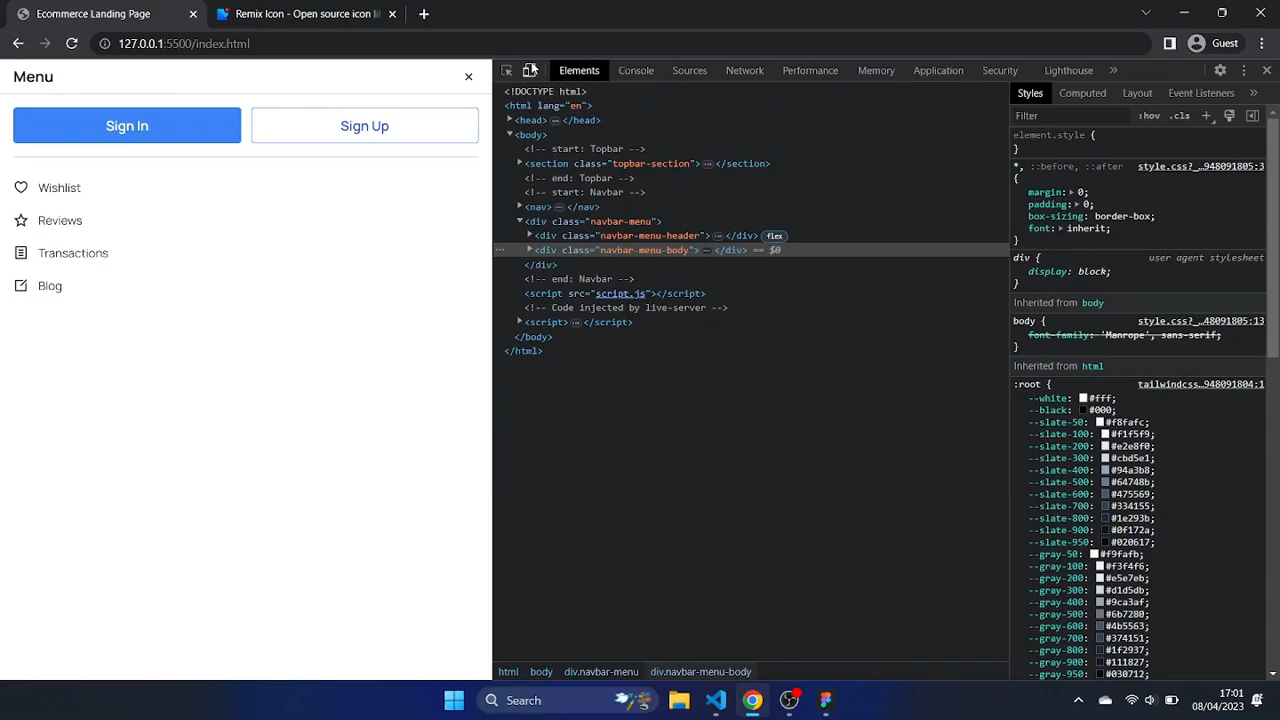 Ecommerce Landing Page
Remix Icon - Open source icon li
127.0.0.1:5500/index.html
Guest
Menu
Sign In
Sign Up
Wishlist
Reviews
Transactions
Blog
Elements
Console
Sources
Network
Performance
Memory
Application
Security
Lighthouse
<!DOCTYPE html>
<html lang="en">
<head> ⋯ </head>
<body>
<!-- start: Topbar -->
<section class="topbar-section"> ⋯ </section>
<!-- end: Topbar -->
<!-- start: Navbar -->
<nav> ⋯ </nav>
<div class="navbar-menu">
<div class="navbar-menu-header"> ⋯ </div> flex
<div class="navbar-menu-body"> ⋯ </div> == $0
</div>
<!-- end: Navbar -->
<script src="script.js"></script>
<!-- Code injected by live-server -->
<script> ⋯ </script>
</body>
</html>
html body div.navbar-menu div.navbar-menu-body
Styles
Computed
Layout
Event Listeners
Filter
:hov .cls
element.style {
}
*, ::before, ::after style.css?_…948091805:3
{
margin: 0;
padding: 0;
box-sizing: border-box;
font: inherit;
}
div { user agent stylesheet
display: block;
}
Inherited from body
body { style.css?_…948091805:13
font-family: 'Manrope', sans-serif;
}
Inherited from html
:root { tailwindcss…948091804:1
--white: #fff;
--black: #000;
--slate-50: #f8fafc;
--slate-100: #f1f5f9;
--slate-200: #e2e8f0;
--slate-300: #cbd5e1;
--slate-400: #94a3b8;
--slate-500: #64748b;
--slate-600: #475569;
--slate-700: #334155;
--slate-800: #1e293b;
--slate-900: #0f172a;
--slate-950: #020617;
--gray-50: #f9fafb;
--gray-100: #f3f4f6;
--gray-200: #e5e7eb;
--gray-300: #d1d5db;
--gray-400: #9ca3af;
--gray-500: #6b7280;
--gray-600: #4b5563;
--gray-700: #374151;
--gray-800: #1f2937;
--gray-900: #111827;
--gray-950: #030712;
Search
17:01
08/04/2023